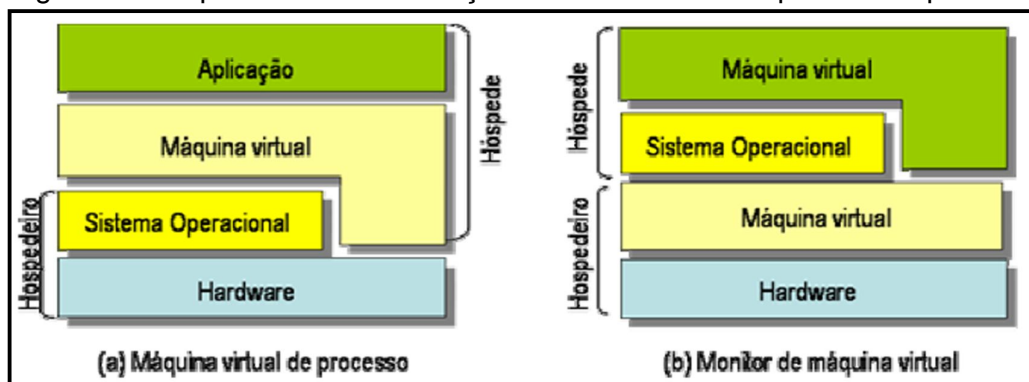 Aplicação
Máquina virtual
Sistema Operacional
Hardware
Hóspede
Hospedeiro
(a) Máquina virtual de processo
Máquina virtual
Sistema Operacional
Máquina virtual
Hardware
Hóspede
Hospedeiro
(b) Monitor de máquina virtual